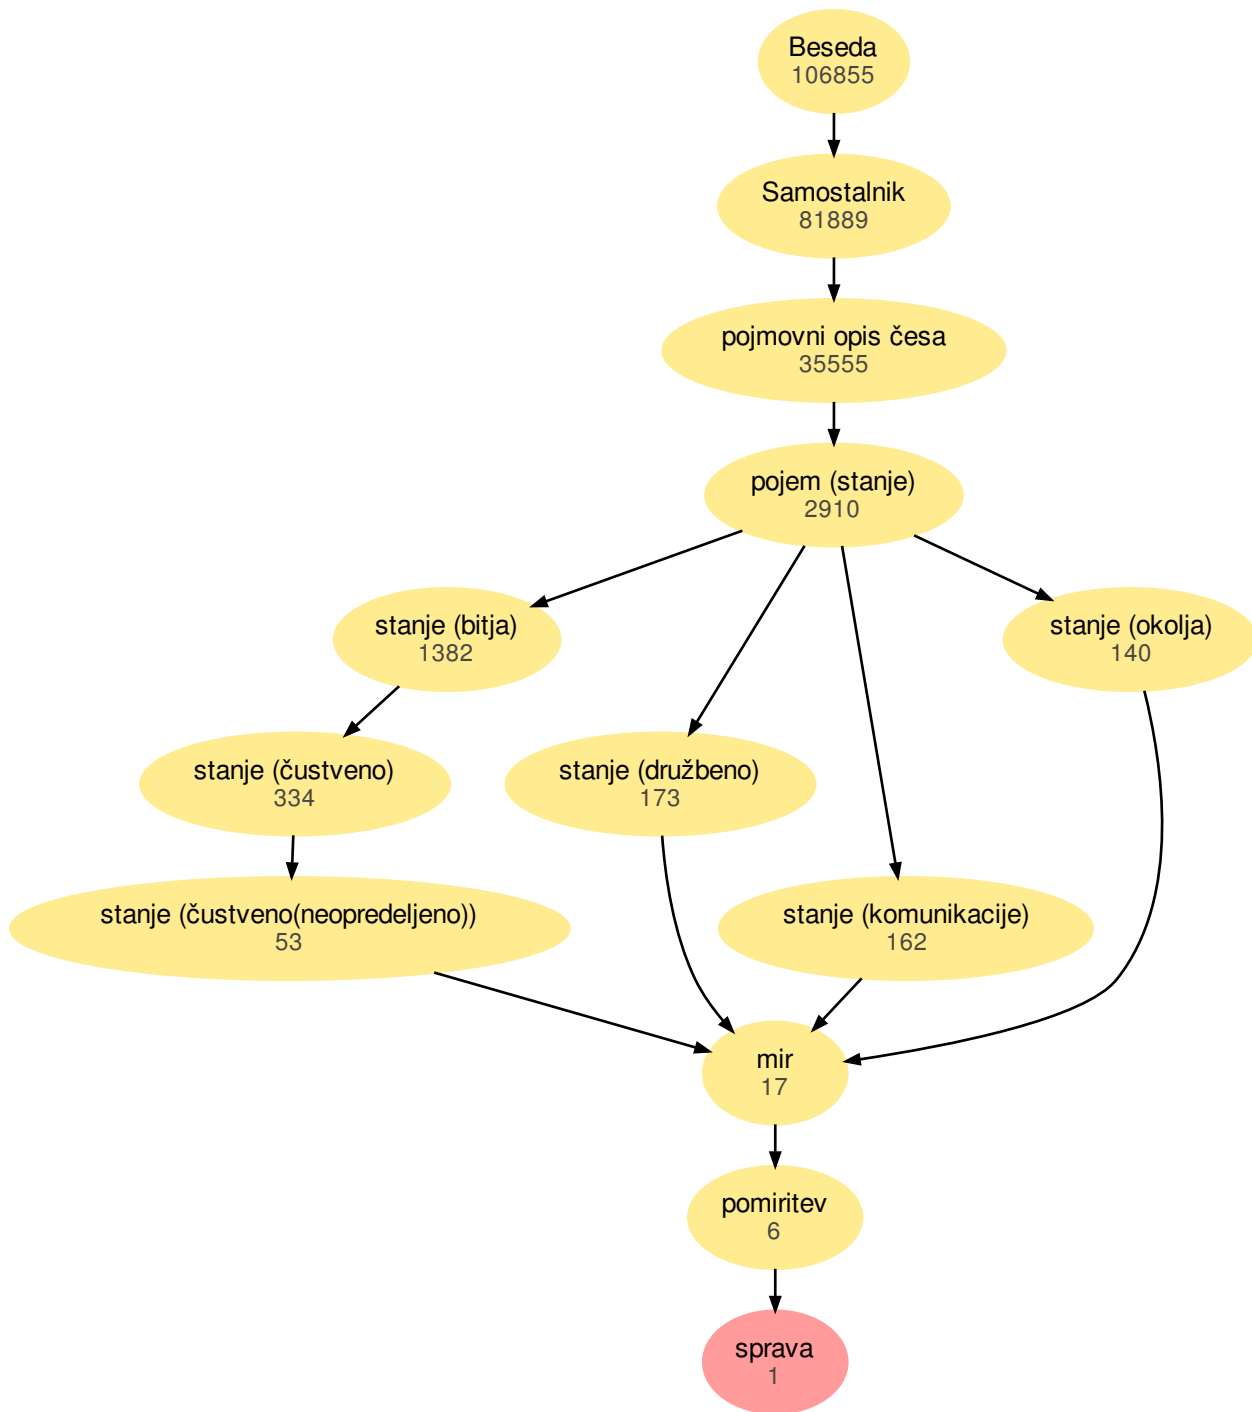 Beseda
106855
Samostalnik
81889
pojmovni opis česa
35555
pojem (stanje)
2910
stanje (bitja)
1382
stanje (okolja)
140
stanje (čustveno)
334
stanje (družbeno)
173
stanje (čustveno(neopredeljeno))
53
stanje (komunikacije)
162
mir
17
pomiritev
6
sprava
1